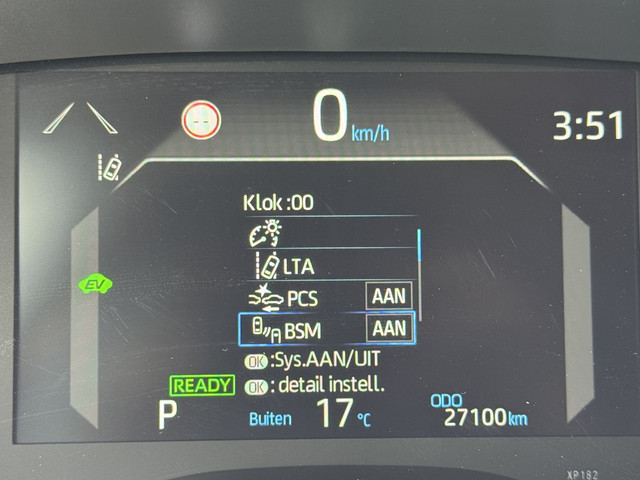 0 km/h
3:51
Klok :00
LTA
PCS AAN
BSM AAN
OK :Sys.AAN/UIT
OK : detail instell.
EV
READY
P
Buiten 17 °C
ODO
27100 km
XP182